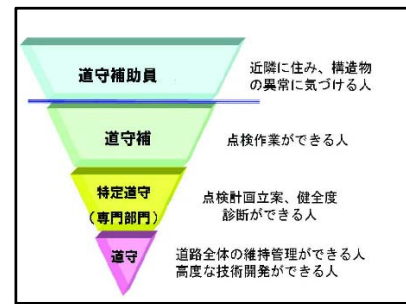 道守補助員
近隣に住み、構造物
の異常に気づける人
道守補
点検作業ができる人
特定道守
（専門部門）
点検計画立案、健全度
診断ができる人
道守
道路全体の維持管理ができる人
高度な技術開発ができる人